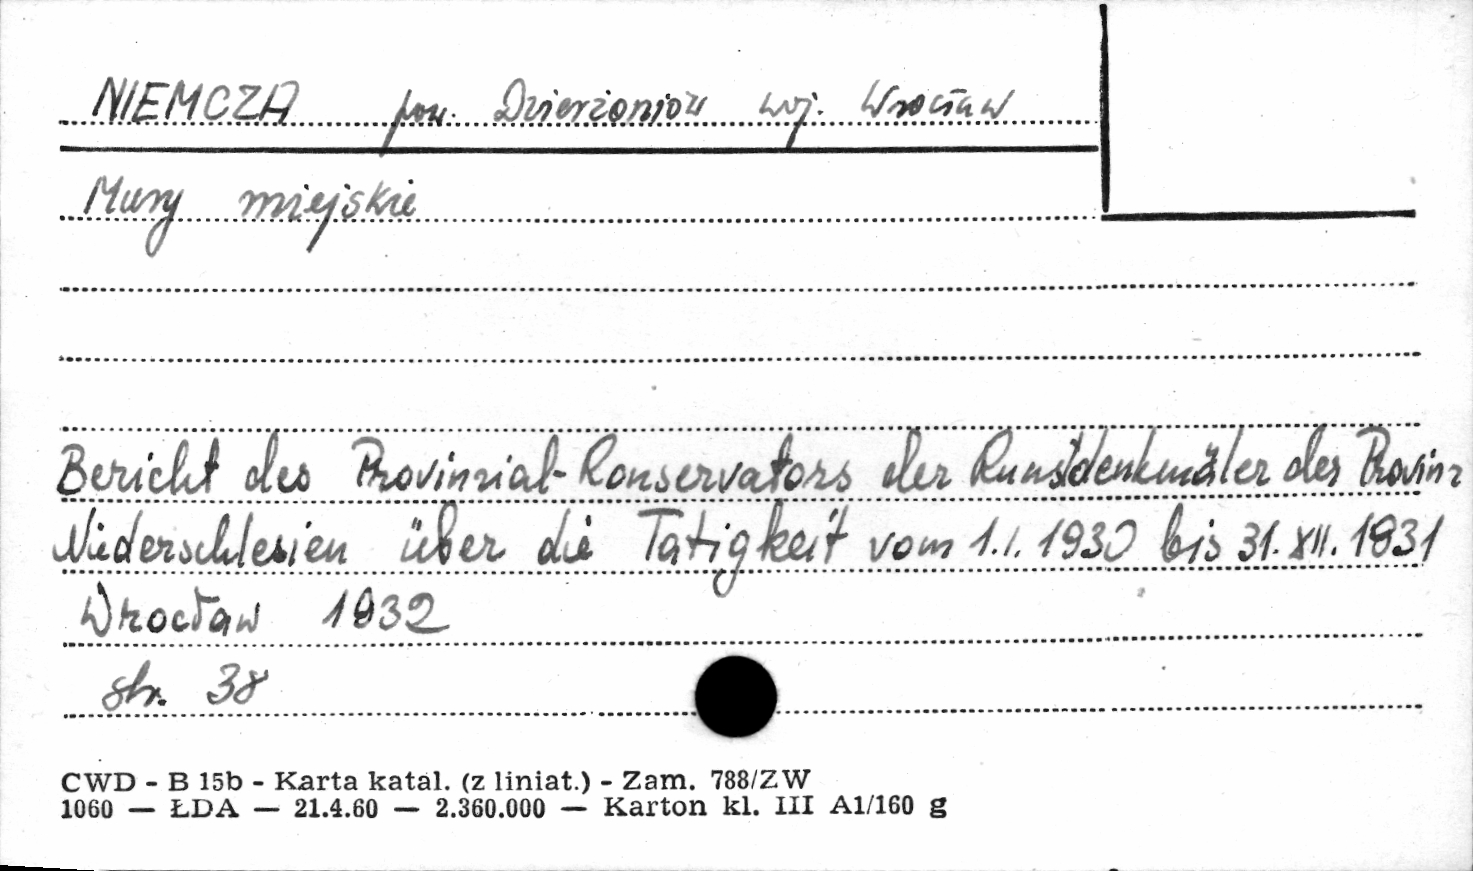 NIEMCZA pow. Dzierżoniów woj. Wrocław
Mury miejskie
Bericht des Provinzial-Konservators der Kunstdenkmäler der Provinz
Niederschlesien über die Tatigkeit vom 1.I. 1930 bis 31. XII. 1931
Wrocław 1932
str. 38
CWD - B 15b - Karta katal. (z liniat.) - Zam. 788/ZW
1060 — ŁDA — 21.4.60 — 2.360.000 — Karton kl. III A1/160 g